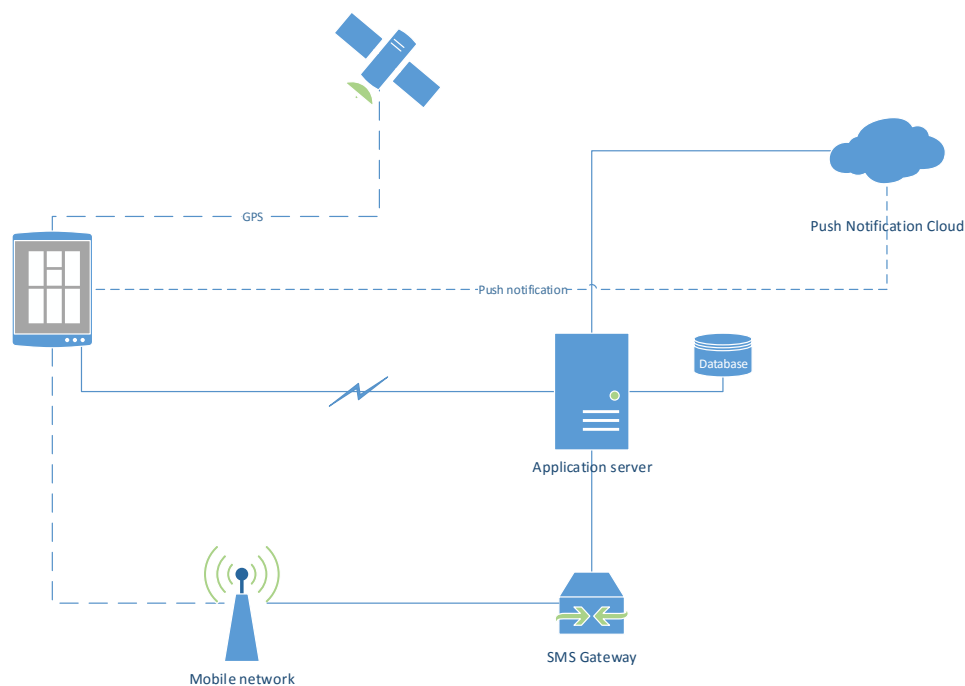 GPS
Push Notification Cloud
Push notification
Database
Application server
SMS Gateway
Mobile network